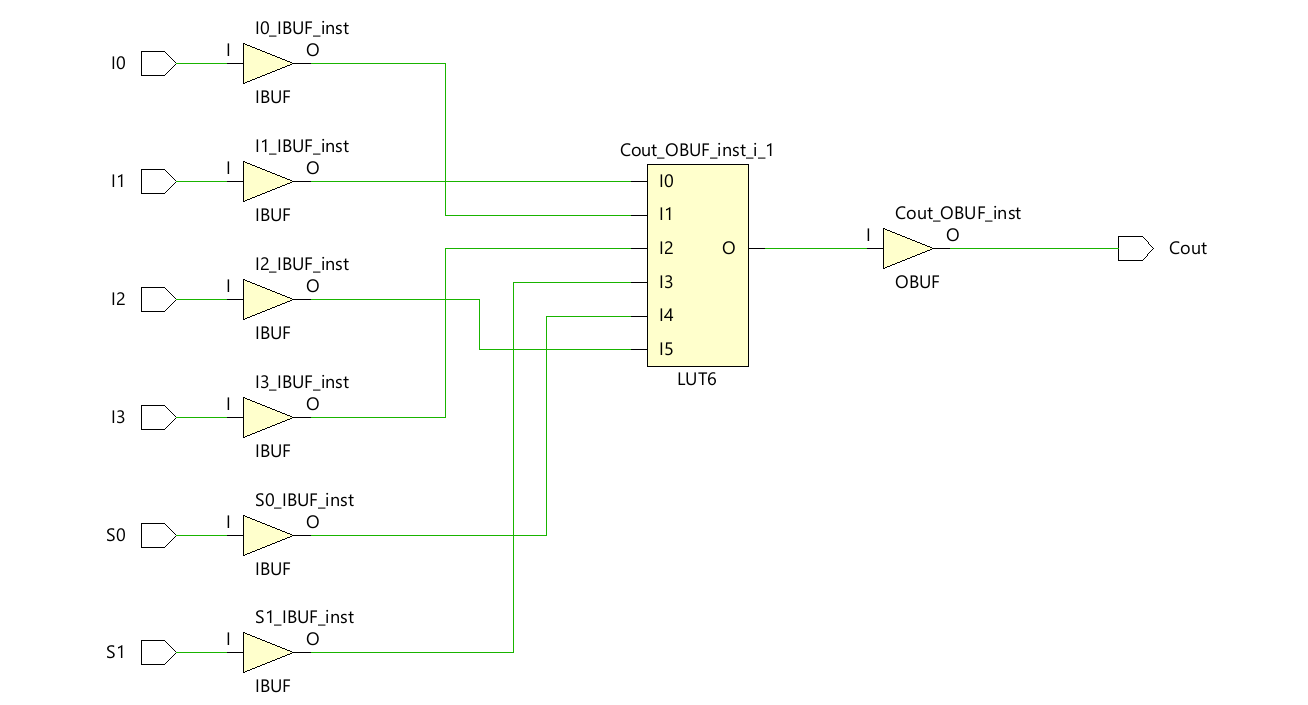 I0_IBUF_inst
I0
I
O
IBUF
I1_IBUF_inst
I1
I
O
IBUF
I2_IBUF_inst
I2
I
O
IBUF
I3_IBUF_inst
I3
I
O
IBUF
S0_IBUF_inst
S0
I
O
IBUF
S1_IBUF_inst
S1
I
O
IBUF
Cout_OBUF_inst_i_1
I0
I1
I2
I3
I4
I5
O
LUT6
Cout_OBUF_inst
I
O
OBUF
Cout